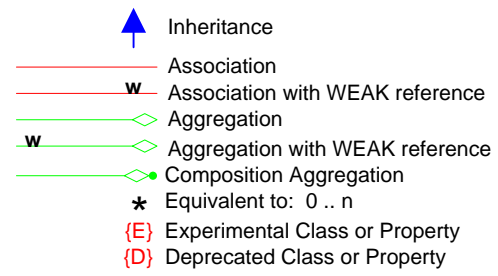 Inheritance
Association
w Association with WEAK reference
Aggregation
w Aggregation with WEAK reference
Composition Aggregation
* Equivalent to: 0 .. n
{E} Experimental Class or Property
{D} Deprecated Class or Property